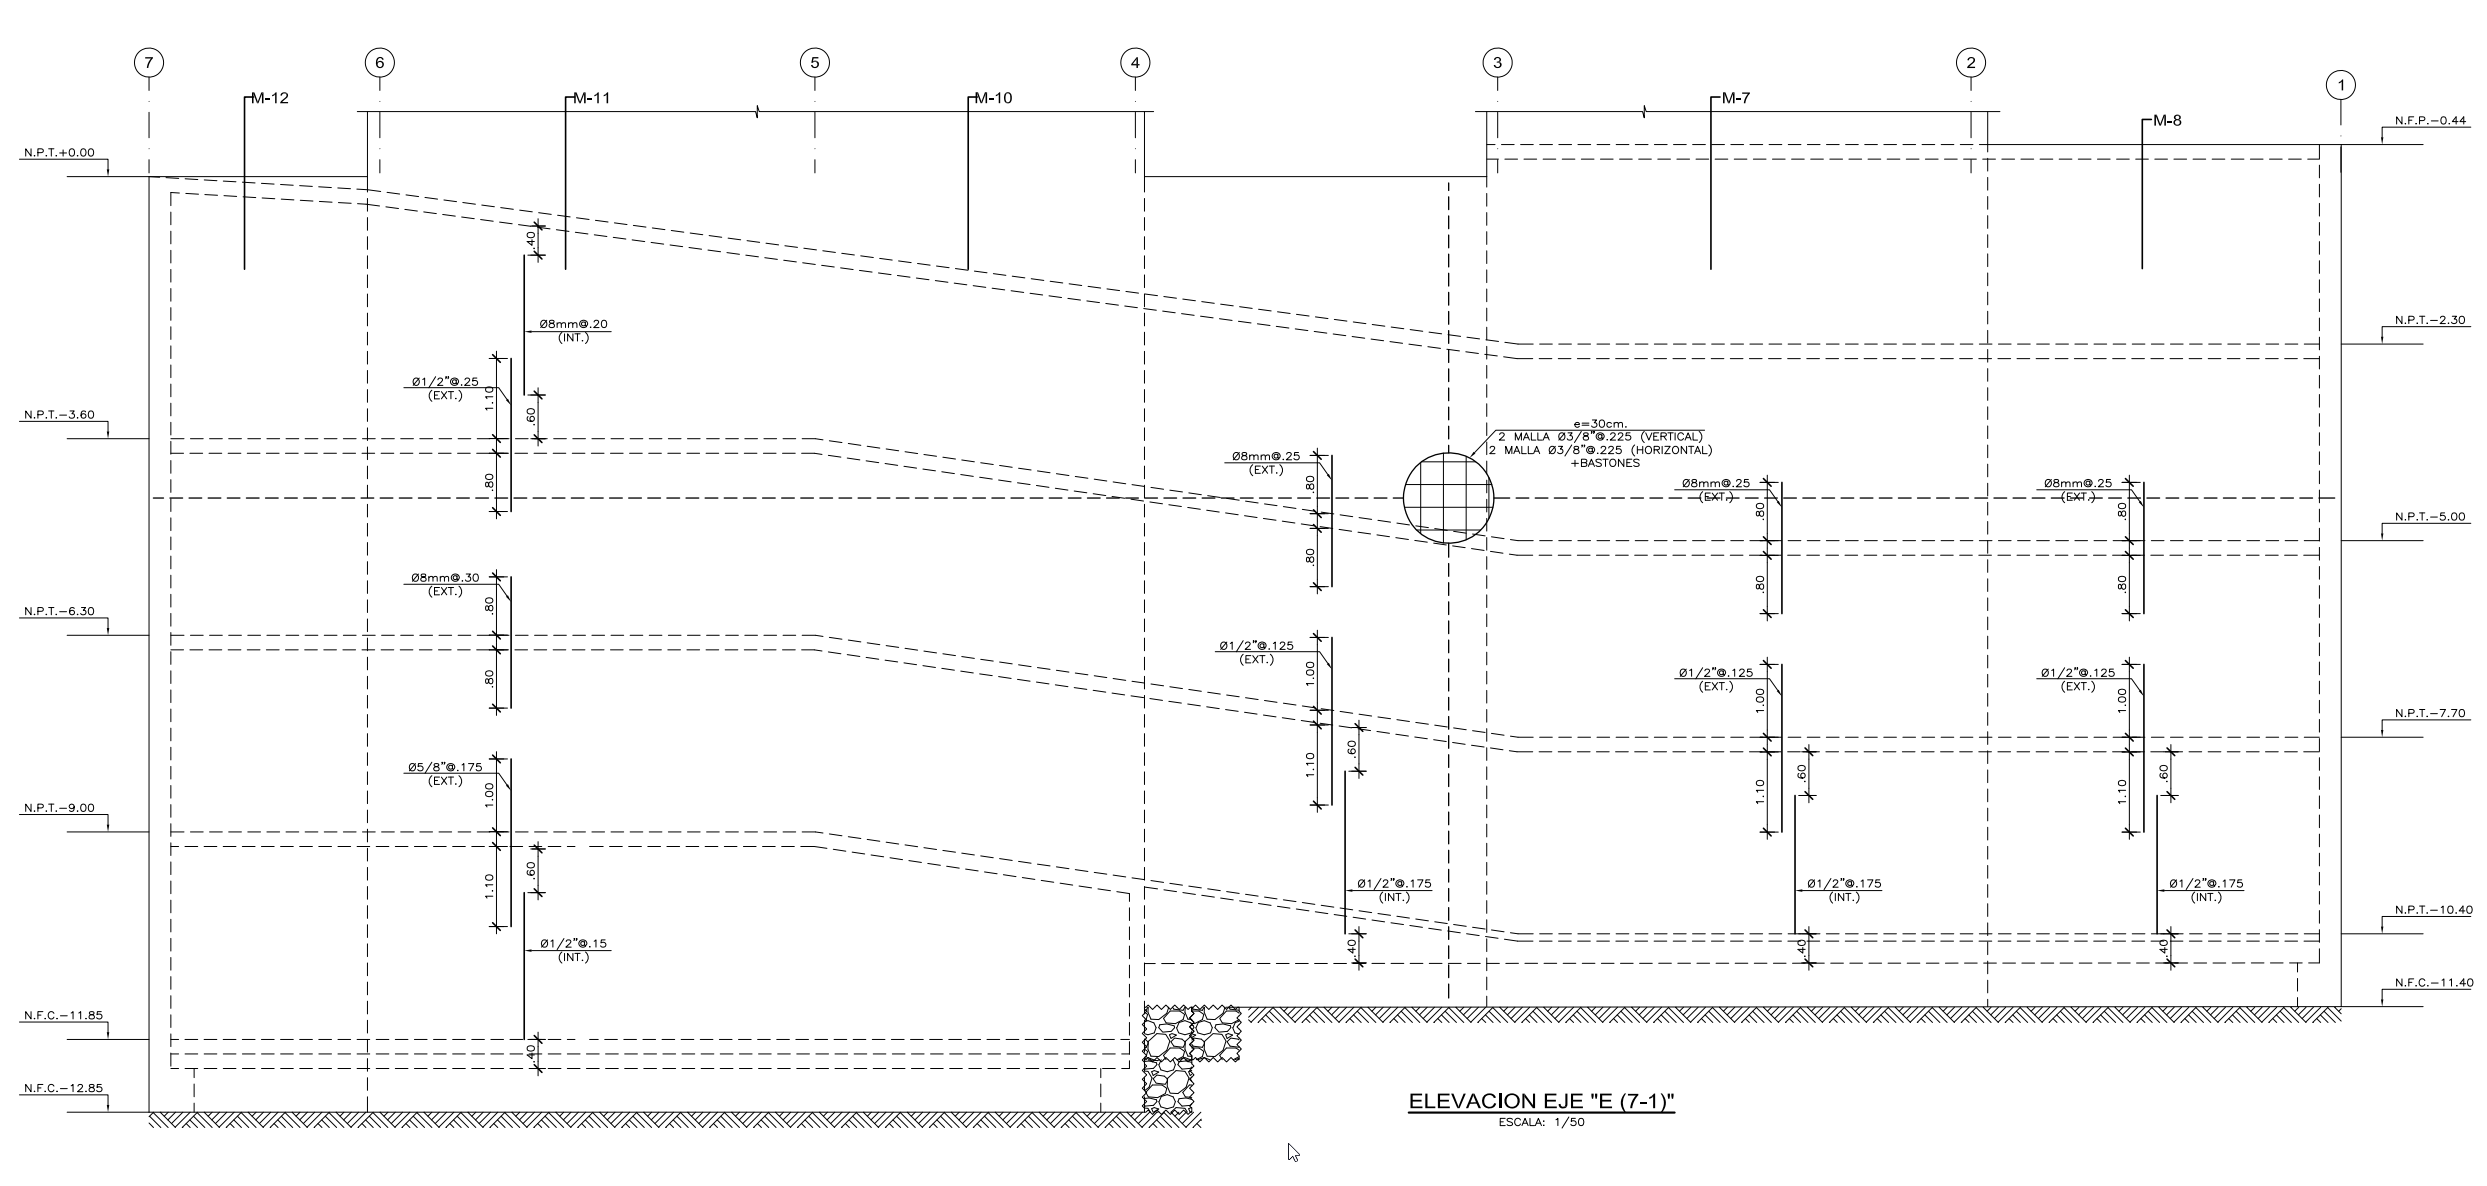 7
6
5
4
3
2
1
M-12
M-11
M-10
M-7
M-8
N.P.T.+0.00
N.F.P.-0.44
.40
Ø8mm@.20
(INT.)
N.P.T.-2.30
Ø1/2"@.25
(EXT.)
1.10
.60
N.P.T.-3.60
e=30cm.
2 MALLA Ø3/8"@.225 (VERTICAL)
2 MALLA Ø3/8"@.225 (HORIZONTAL)
+BASTONES
.80
Ø8mm@.25
(EXT.)
.80
.80
Ø8mm@.25
(EXT.)
.80
.80
Ø8mm@.25
(EXT.)
.80
.80
N.P.T.-5.00
Ø8mm@.30
(EXT.)
.80
.80
N.P.T.-6.30
Ø1/2"@.125
(EXT.)
1.00
1.10
.60
Ø1/2"@.125
(EXT.)
1.00
1.10
.60
Ø1/2"@.125
(EXT.)
1.00
1.10
.60
N.P.T.-7.70
Ø5/8"@.175
(EXT.)
1.00
1.10
.60
N.P.T.-9.00
Ø1/2"@.175
(INT.)
.40
Ø1/2"@.175
(INT.)
.40
Ø1/2"@.175
(INT.)
.40
N.P.T.-10.40
Ø1/2"@.15
(INT.)
.40
N.F.C.-11.40
N.F.C.-11.85
N.F.C.-12.85
ELEVACION EJE "E (7-1)"
ESCALA: 1/50